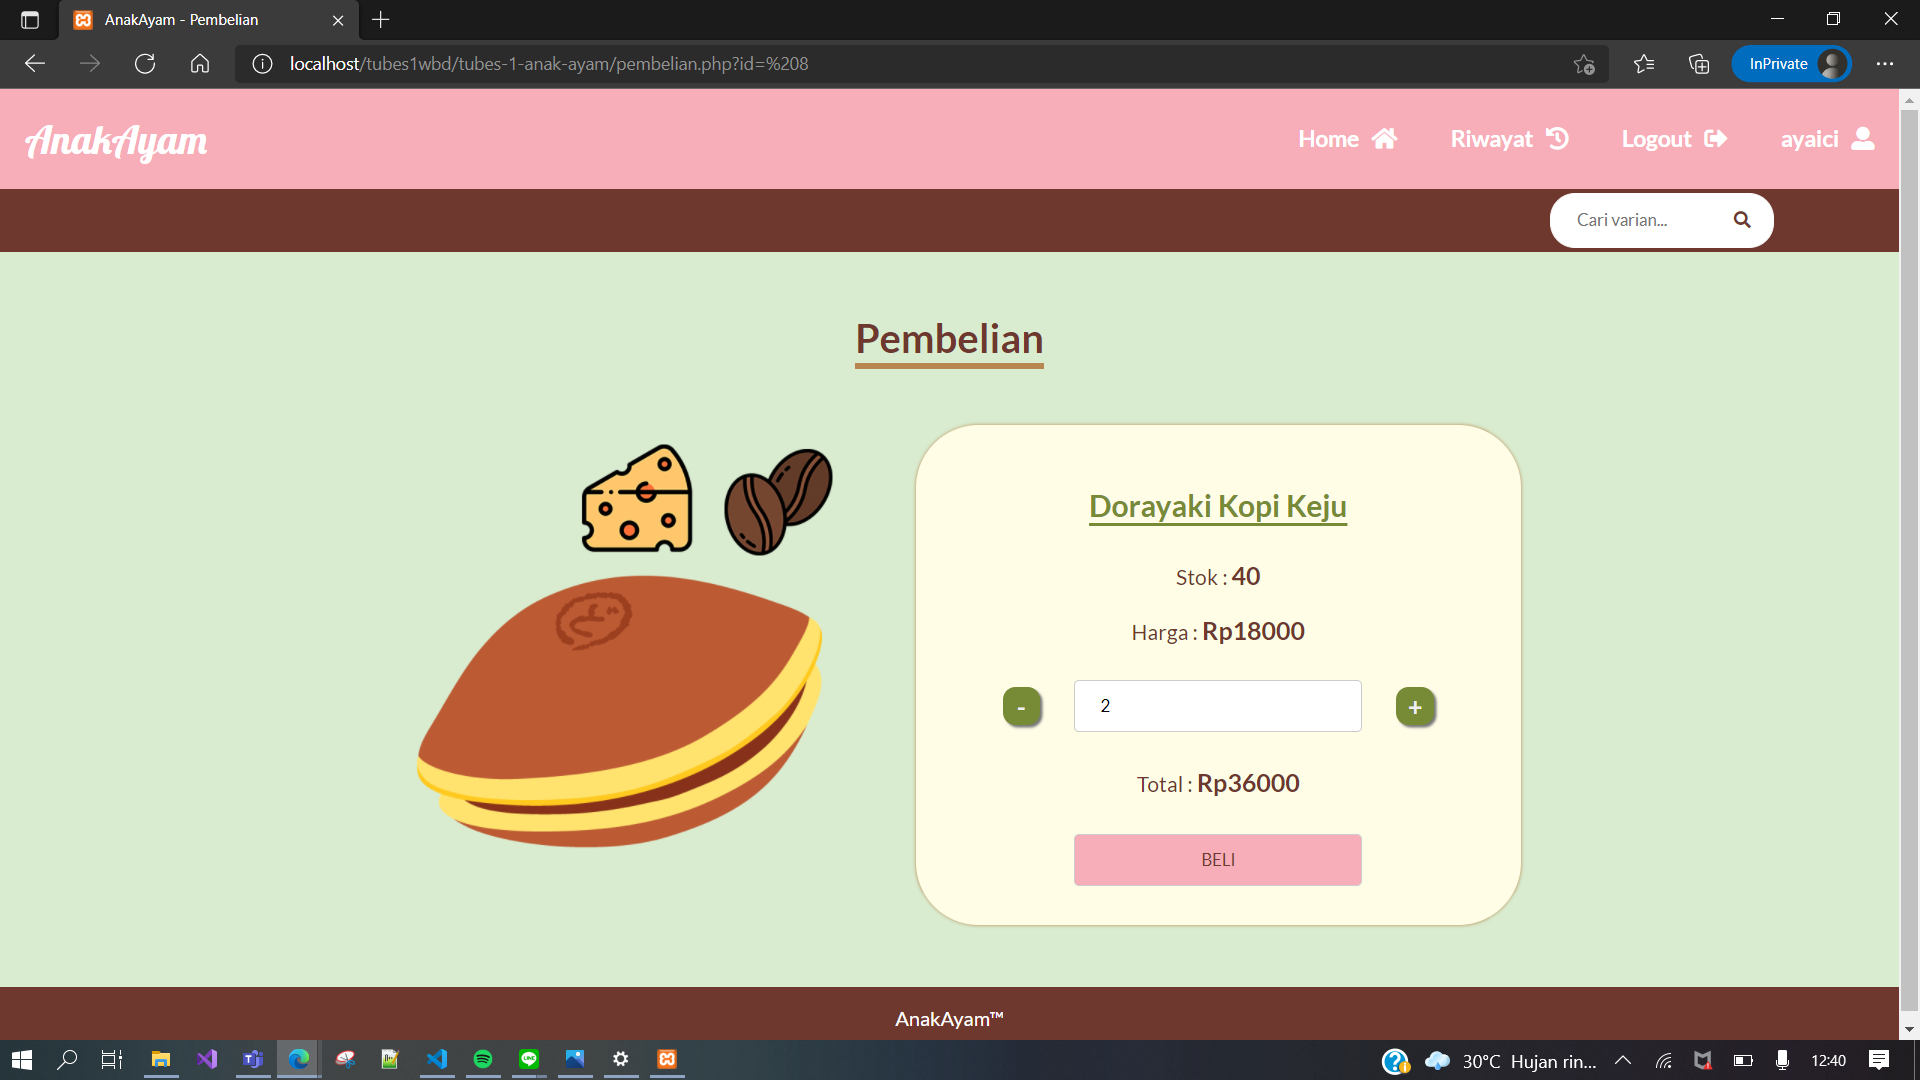 AnakAyam - Pembelian
localhost/tubes1wbd/tubes-1-anak-ayam/pembelian.php?id=%208
InPrivate
AnakAyam
Home
Riwayat
Logout
ayaici
Cari varian...
Pembelian
Dorayaki Kopi Keju
Stok : 40
Harga : Rp18000
-
2
+
Total : Rp36000
BELI
AnakAyam™
30°C Hujan rin...
12:40